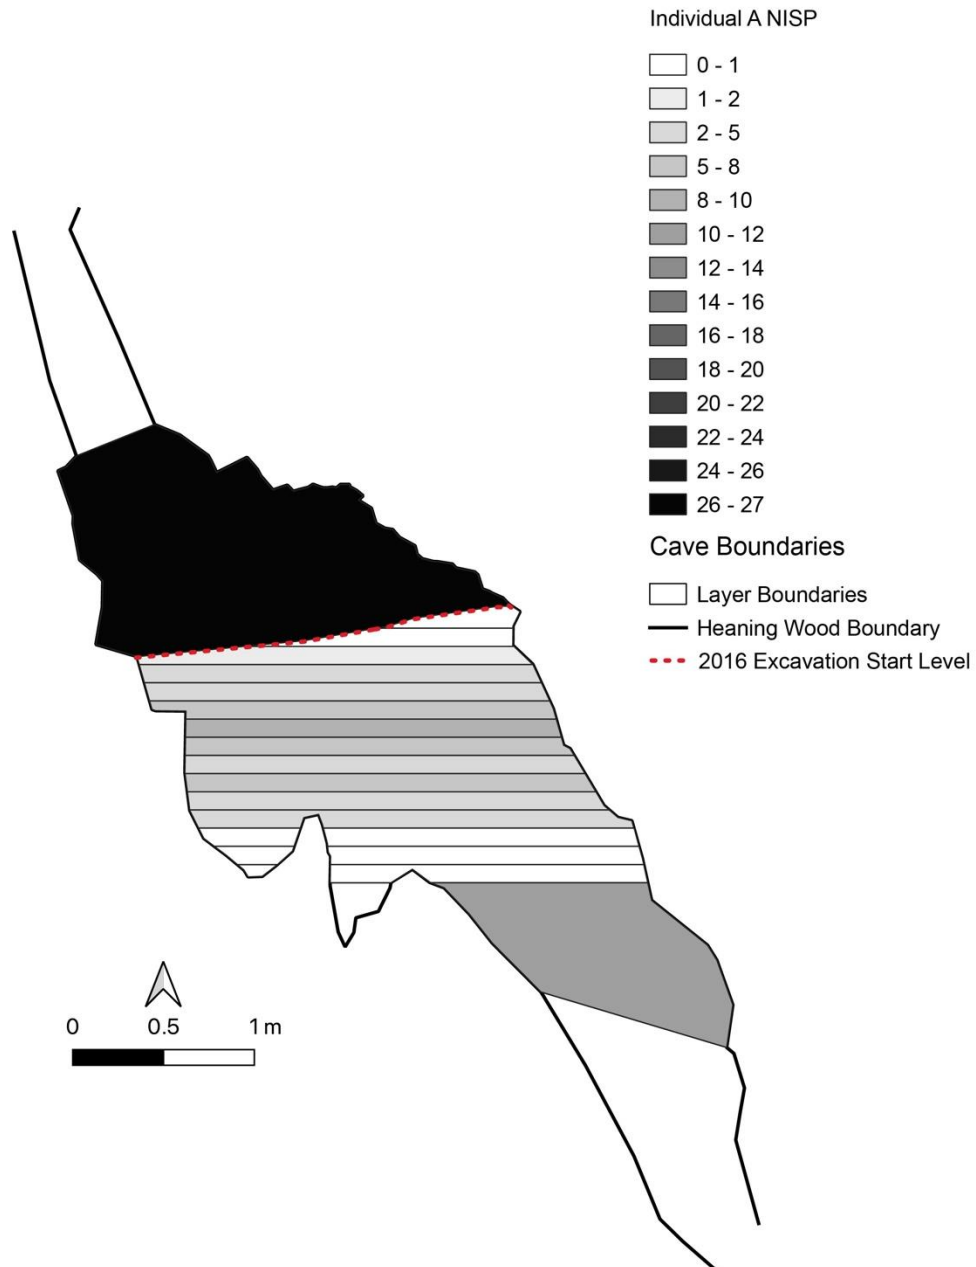 Individual A NISP
0 - 1
1 - 2
2 - 5
5 - 8
8 - 10
10 - 12
12 - 14
14 - 16
16 - 18
18 - 20
20 - 22
22 - 24
24 - 26
26 - 27
Cave Boundaries
Layer Boundaries
Heaning Wood Boundary
2016 Excavation Start Level
0 0.5 1 m